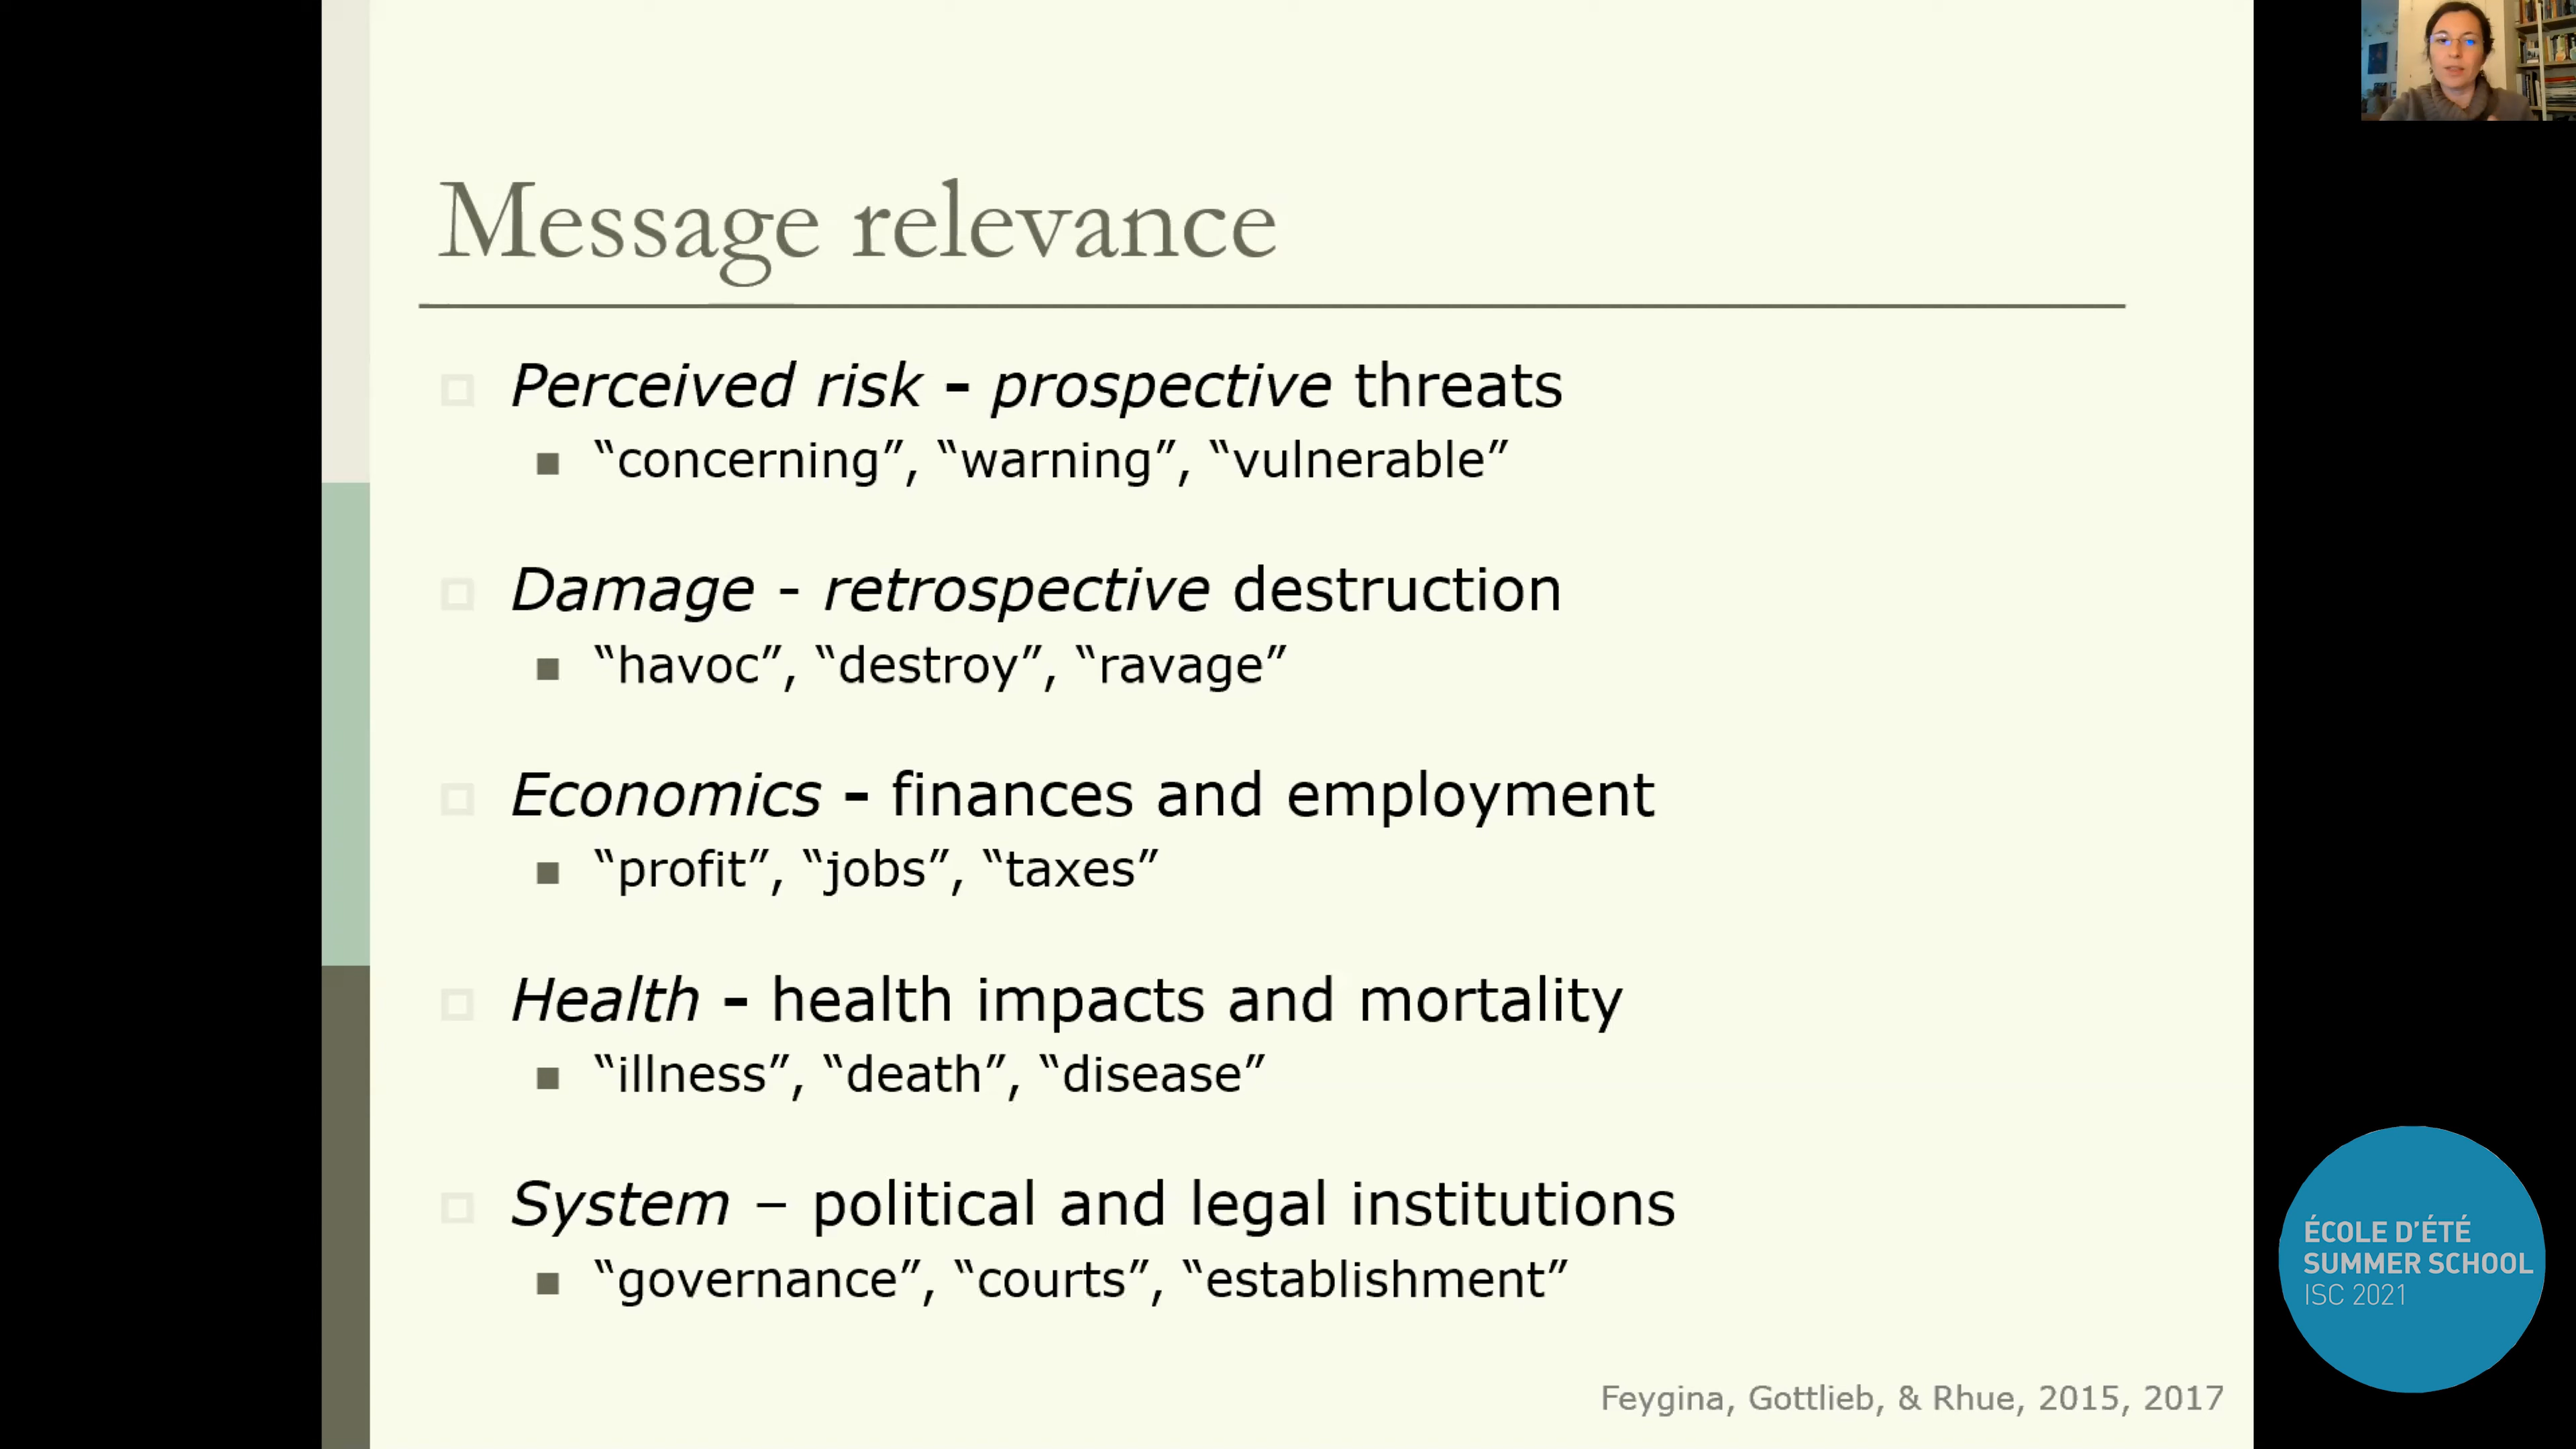 Message relevance
Perceived risk - prospective threats
“concerning”, “warning”, “vulnerable”
Damage - retrospective destruction
“havoc”, “destroy”, “ravage”
Economics - finances and employment
“profit”, “jobs”, “taxes”
Health - health impacts and mortality
“illness”, “death”, “disease”
System – political and legal institutions
“governance”, “courts”, “establishment”
Feygina, Gottlieb, & Rhue, 2015, 2017
ÉCOLE D’ÉTÉ
SUMMER SCHOOL
ISC 2021